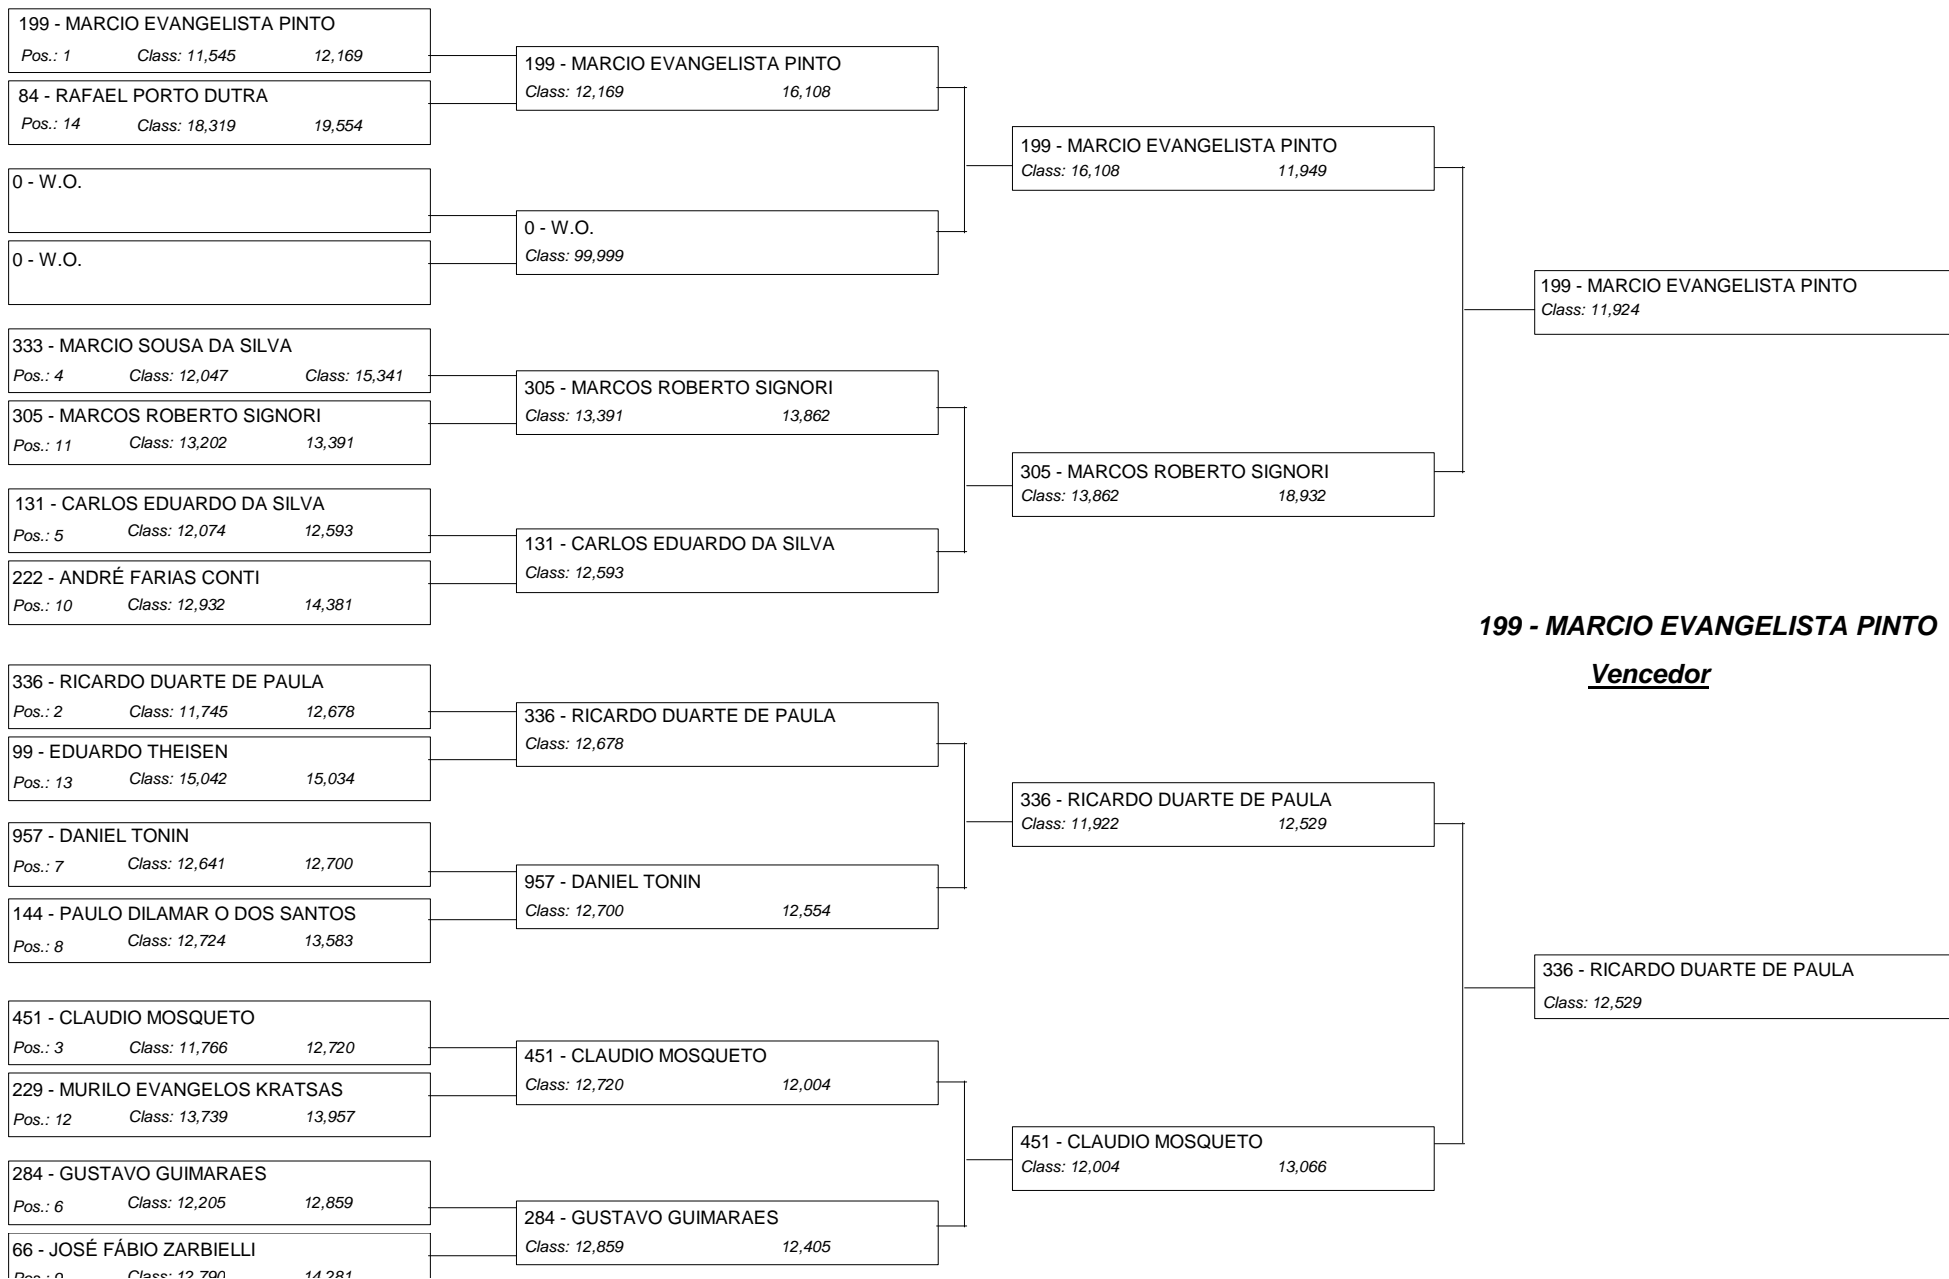 199 - MARCIO EVANGELISTA PINTO
Pos.: 1 Class: 11,545 12,169
84 - RAFAEL PORTO DUTRA
Pos.: 14 Class: 18,319 19,554
0 - W.O.
0 - W.O.
333 - MARCIO SOUSA DA SILVA
Pos.: 4 Class: 12,047 Class: 15,341
305 - MARCOS ROBERTO SIGNORI
Pos.: 11 Class: 13,202 13,391
131 - CARLOS EDUARDO DA SILVA
Pos.: 5 Class: 12,074 12,593
222 - ANDRÉ FARIAS CONTI
Pos.: 10 Class: 12,932 14,381
336 - RICARDO DUARTE DE PAULA
Pos.: 2 Class: 11,745 12,678
99 - EDUARDO THEISEN
Pos.: 13 Class: 15,042 15,034
957 - DANIEL TONIN
Pos.: 7 Class: 12,641 12,700
144 - PAULO DILAMAR O DOS SANTOS
Pos.: 8 Class: 12,724 13,583
451 - CLAUDIO MOSQUETO
Pos.: 3 Class: 11,766 12,720
229 - MURILO EVANGELOS KRATSAS
Pos.: 12 Class: 13,739 13,957
284 - GUSTAVO GUIMARAES
Pos.: 6 Class: 12,205 12,859
66 - JOSÉ FÁBIO ZARBIELLI
Pos.: 9 Class: 12,790 14,281
199 - MARCIO EVANGELISTA PINTO
Class: 12,169 16,108
0 - W.O.
Class: 99,999
305 - MARCOS ROBERTO SIGNORI
Class: 13,391 13,862
131 - CARLOS EDUARDO DA SILVA
Class: 12,593
336 - RICARDO DUARTE DE PAULA
Class: 12,678
957 - DANIEL TONIN
Class: 12,700 12,554
451 - CLAUDIO MOSQUETO
Class: 12,720 12,004
284 - GUSTAVO GUIMARAES
Class: 12,859 12,405
199 - MARCIO EVANGELISTA PINTO
Class: 16,108 11,949
305 - MARCOS ROBERTO SIGNORI
Class: 13,862 18,932
336 - RICARDO DUARTE DE PAULA
Class: 11,922 12,529
451 - CLAUDIO MOSQUETO
Class: 12,004 13,066
199 - MARCIO EVANGELISTA PINTO
Class: 11,924
199 - MARCIO EVANGELISTA PINTO
Vencedor
336 - RICARDO DUARTE DE PAULA
Class: 12,529